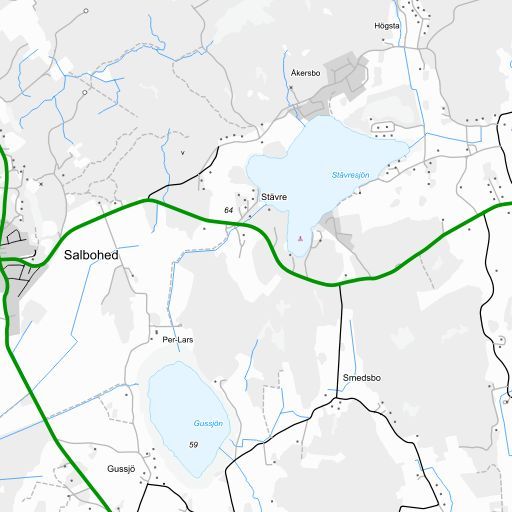 Högsta
Åkersbo
Stävresjön
Stävre
64
Salbohed
Per-Lars
Smedsbo
Gussjön
59
Gussjö